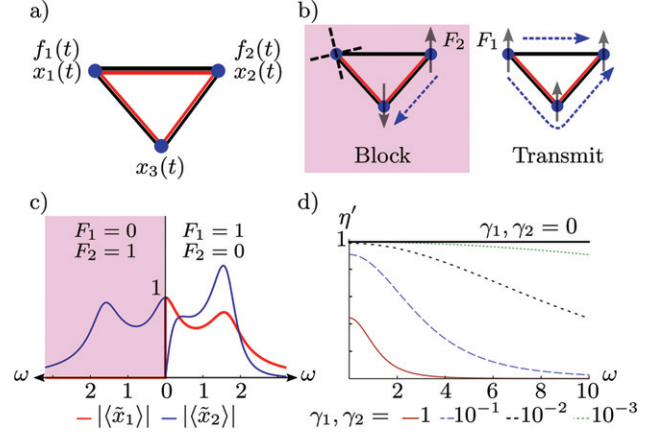 a)
f₁(t)
x₁(t)
f₂(t)
x₂(t)
x₃(t)
b)
F₂
Block
F₁
Transmit
c)
F₁ = 0
F₂ = 1
F₁ = 1
F₂ = 0
1
ω
2 1 0 1 2
ω
|⟨x̃₁⟩| |⟨x̃₂⟩|
d)
η′
γ₁, γ₂ = 0
1
2 4 6 8 10
ω
γ₁, γ₂ = 1 10⁻¹ 10⁻² 10⁻³